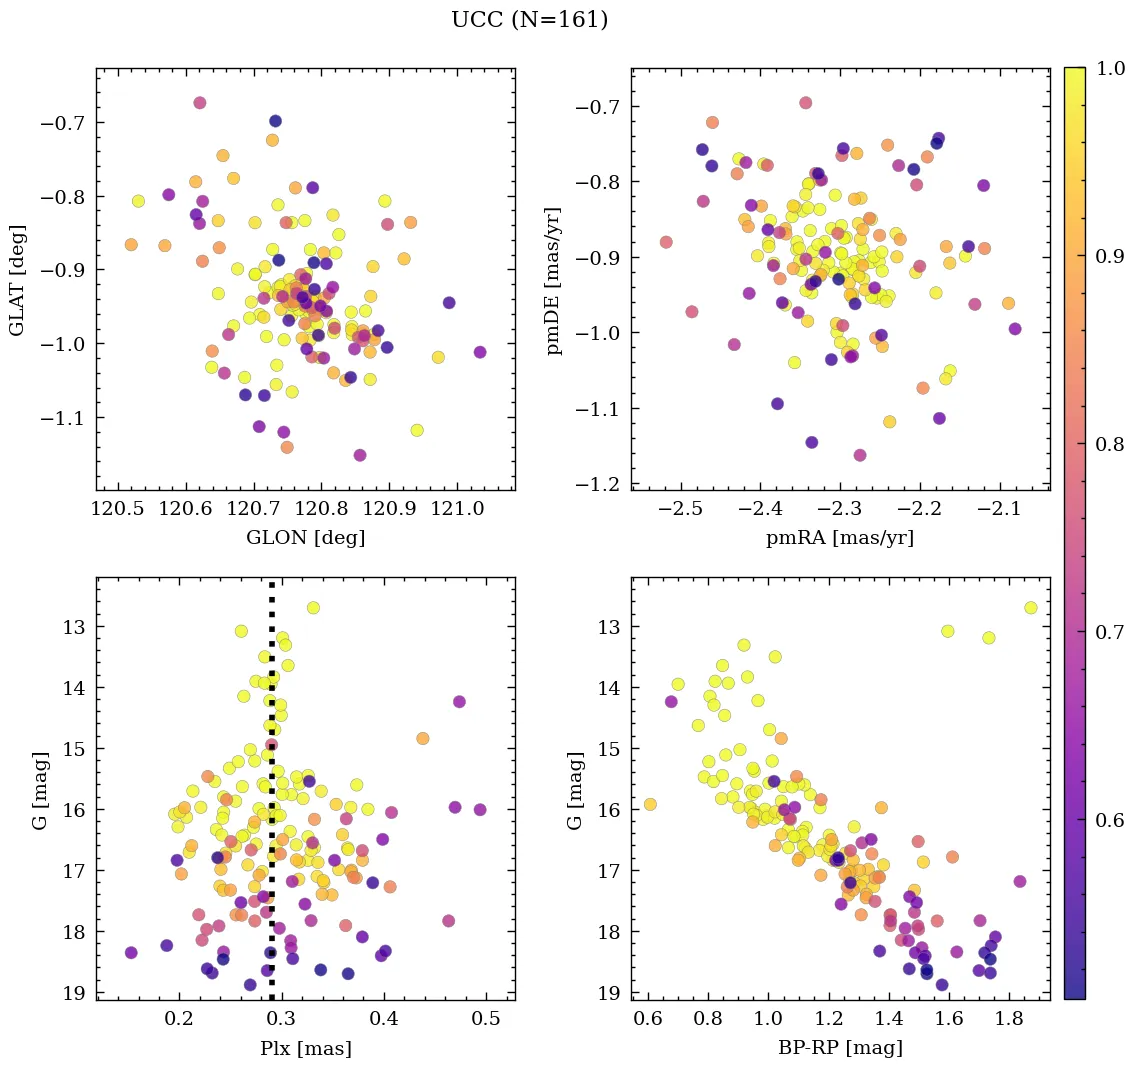 UCC (N=161)
−0.7
−0.8
−0.9
−1.0
−1.1
GLAT [deg]
120.5 120.6 120.7 120.8 120.9 121.0
GLON [deg]
−0.7
−0.8
−0.9
−1.0
−1.1
−1.2
pmDE [mas/yr]
−2.5 −2.4 −2.3 −2.2 −2.1
pmRA [mas/yr]
1.0
0.9
0.8
0.7
0.6
13
14
15
16
17
18
19
G [mag]
0.2 0.3 0.4 0.5
Plx [mas]
13
14
15
16
17
18
19
G [mag]
0.6 0.8 1.0 1.2 1.4 1.6 1.8
BP-RP [mag]